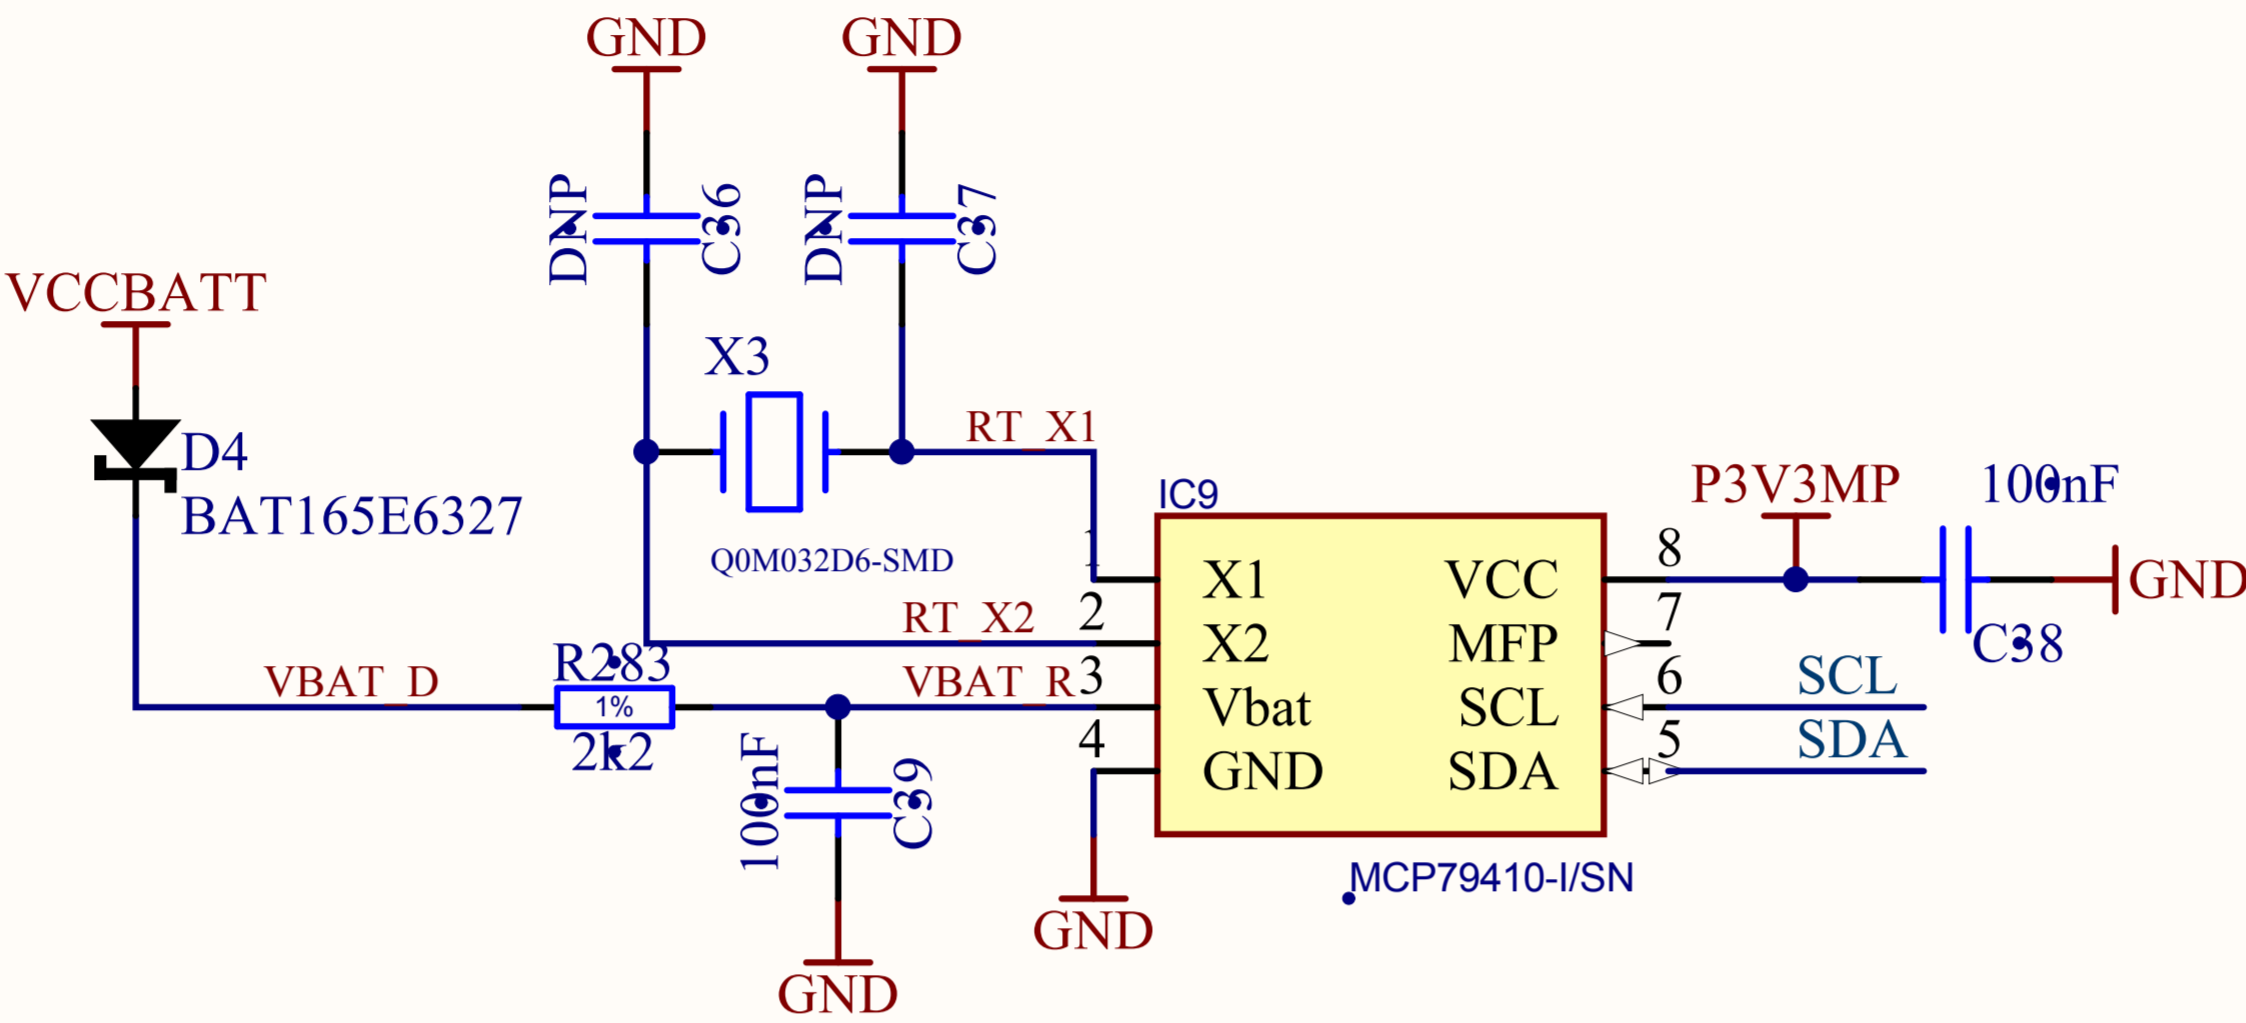 GND
GND
DNP
C36
DNP
C37
VCCBATT
X3
RT_X1
D4
BAT165E6327
Q0M032D6-SMD
IC9
P3V3MP
100nF
1
X1
VCC
8
GND
2
RT_X2
X2
MFP
7
C38
R283
1%
2k2
VBAT_D
VBAT_R
3
Vbat
SCL
6
SCL
4
GND
SDA
5
SDA
100nF
C39
MCP79410-I/SN
GND
GND